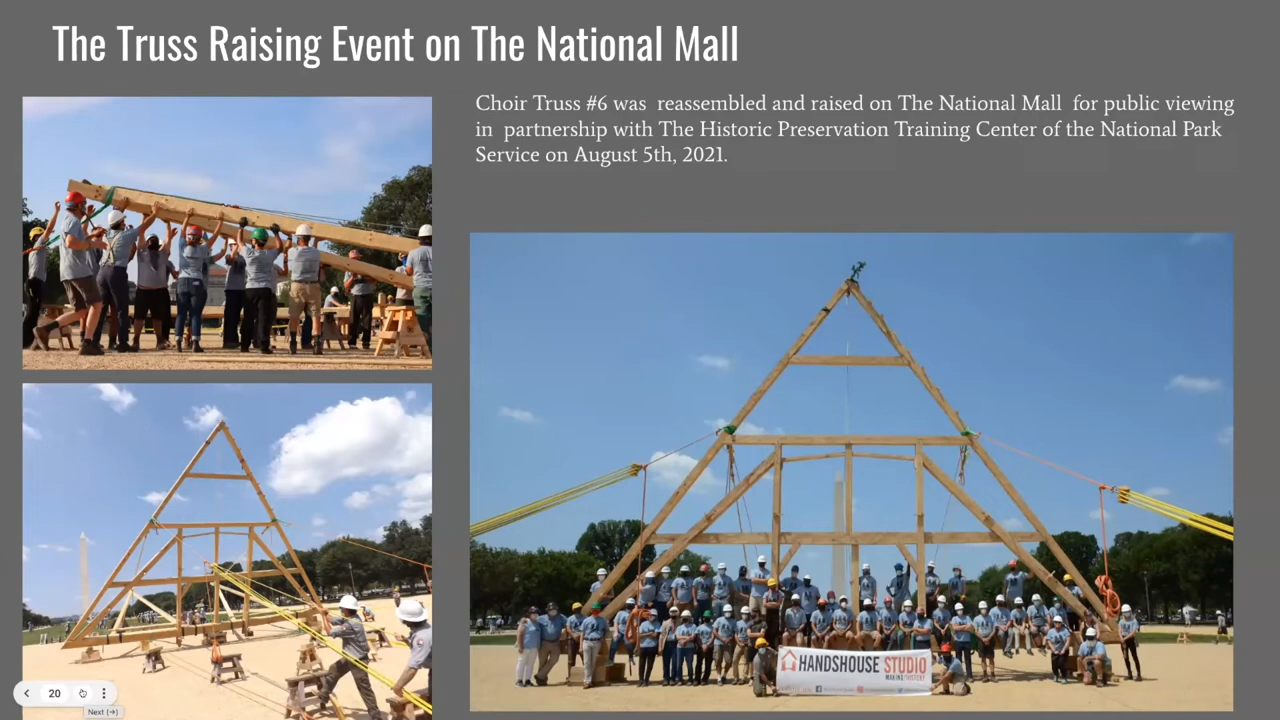 The Truss Raising Event on The National Mall
Choir Truss #6 was reassembled and raised on The National Mall for public viewing
in partnership with The Historic Preservation Training Center of the National Park
Service on August 5th, 2021.
HANDSHOUSE STUDIO
MAKING HISTORY
20
Next (→)